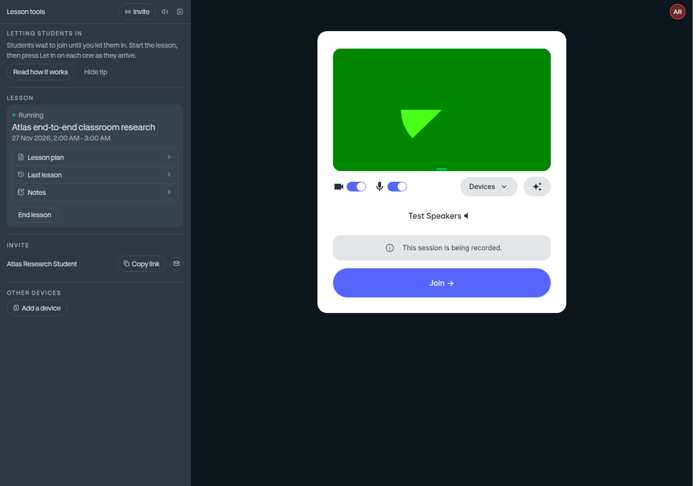 Lesson tools
Invite
AR
LETTING STUDENTS IN
Students wait to join until you let them in. Start the lesson,
then press Let in on each one as they arrive.
Read how it works
Hide tip
LESSON
Running
Atlas end-to-end classroom research
27 Nov 2026, 2:00 AM - 3:00 AM
Lesson plan
Last lesson
Notes
End lesson
INVITE
Atlas Research Student
Copy link
OTHER DEVICES
Add a device
Devices
Test Speakers
This session is being recorded.
Join →